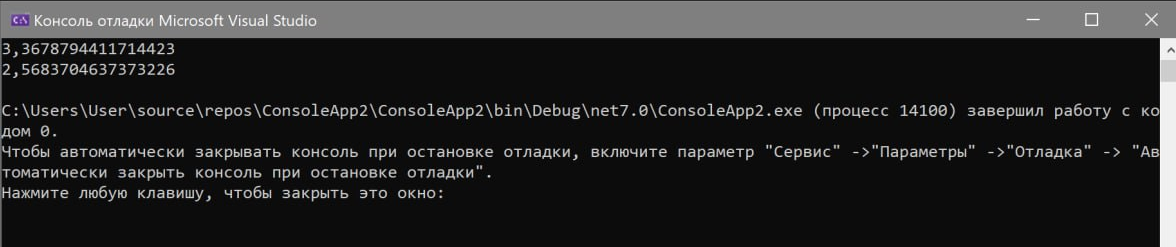 Консоль отладки Microsoft Visual Studio
3,3678794411714423
2,5683704637373226
C:\Users\User\source\repos\ConsoleApp2\ConsoleApp2\bin\Debug\net7.0\ConsoleApp2.exe (процесс 14100) завершил работу с ко
дом 0.
Чтобы автоматически закрывать консоль при остановке отладки, включите параметр "Сервис" ->"Параметры" ->"Отладка" -> "Ав
томатически закрыть консоль при остановке отладки".
Нажмите любую клавишу, чтобы закрыть это окно: